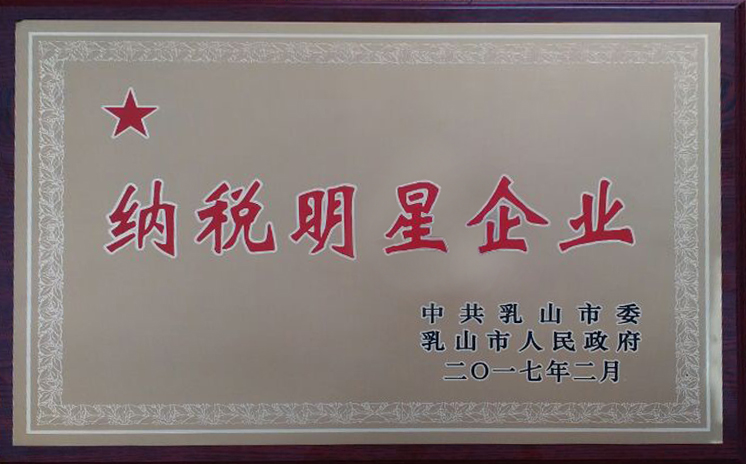 纳税明星企业
中共乳山市委
乳山市人民政府
二〇一七年二月